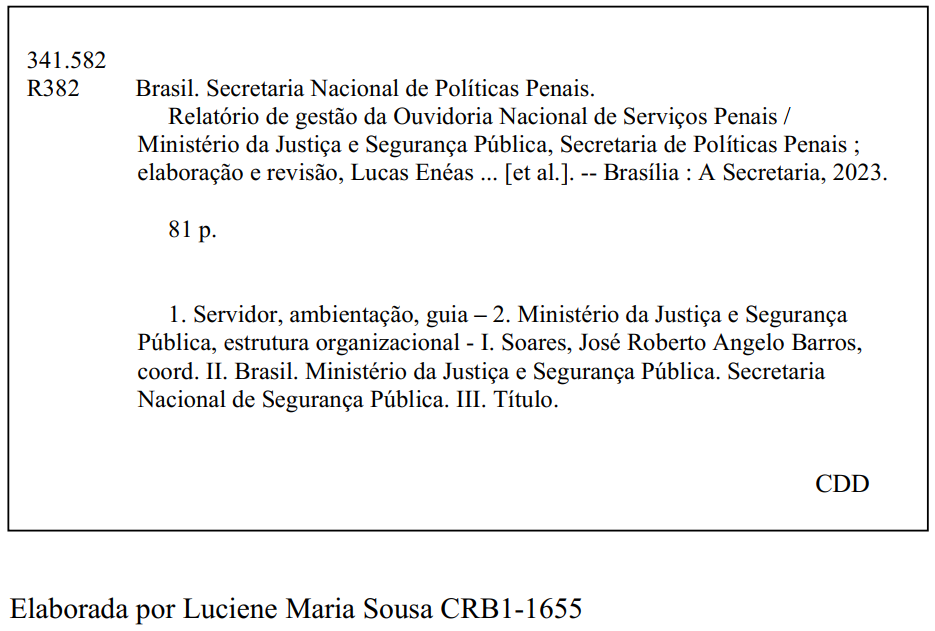 341.582
R382 Brasil. Secretaria Nacional de Políticas Penais.
Relatório de gestão da Ouvidoria Nacional de Serviços Penais /
Ministério da Justiça e Segurança Pública, Secretaria de Políticas Penais ;
elaboração e revisão, Lucas Enéas ... [et al.]. -- Brasília : A Secretaria, 2023.
81 p.
1. Servidor, ambientação, guia – 2. Ministério da Justiça e Segurança
Pública, estrutura organizacional - I. Soares, José Roberto Angelo Barros,
coord. II. Brasil. Ministério da Justiça e Segurança Pública. Secretaria
Nacional de Segurança Pública. III. Título.
CDD
Elaborada por Luciene Maria Sousa CRB1-1655